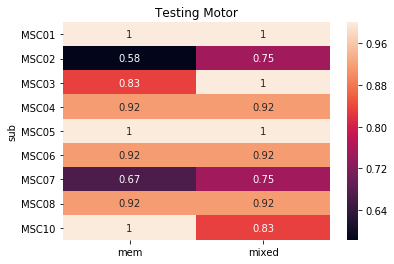 Testing Motor
MSC01 1 1 0.96
MSC02 0.58 0.75
MSC03 0.83 1 0.88
MSC04 0.92 0.92
sub MSC05 1 1 0.80
MSC06 0.92 0.92
MSC07 0.67 0.75 0.72
MSC08 0.92 0.92
MSC10 1 0.83 0.64
mem mixed